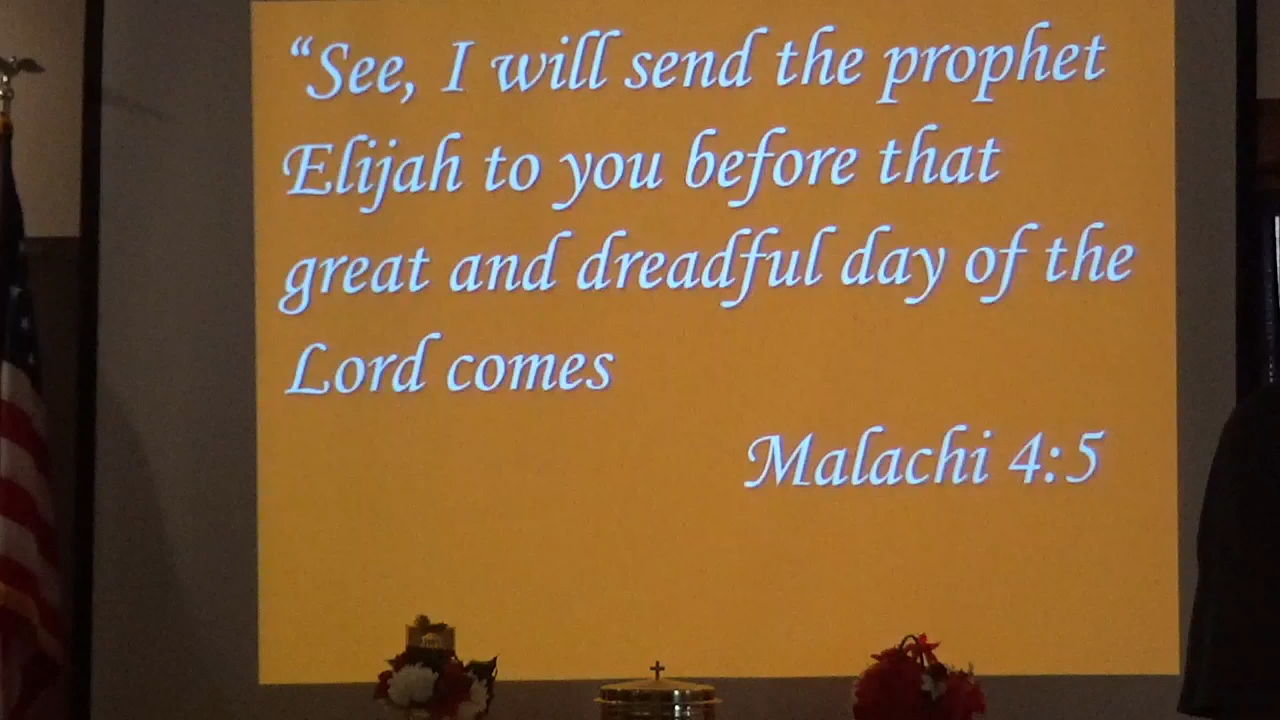 “See, I will send the prophet
Elijah to you before that
great and dreadful day of the
Lord comes
Malachi 4:5